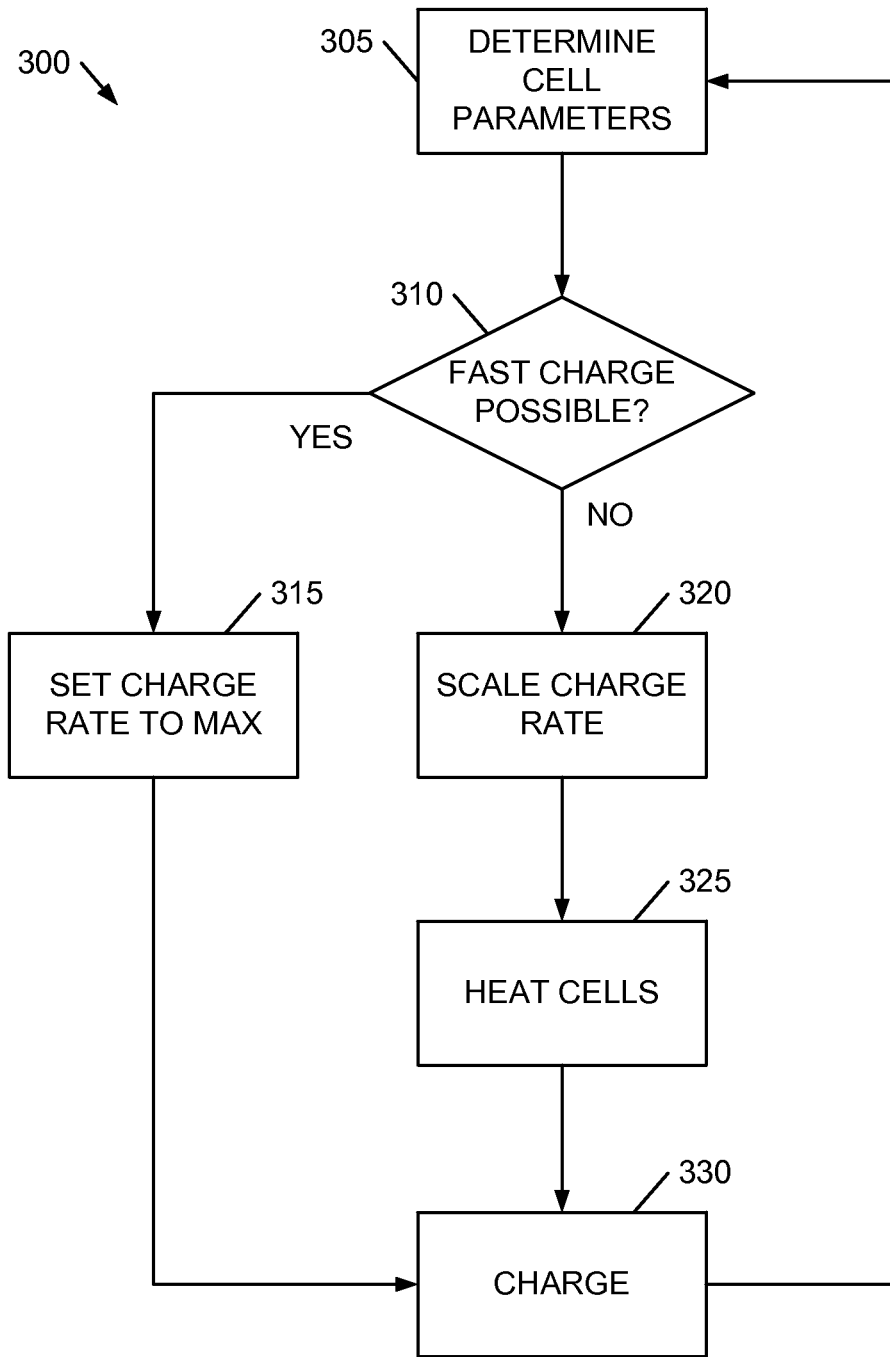 300
305
DETERMINE
CELL
PARAMETERS
310
FAST CHARGE
POSSIBLE?
YES
NO
315
SET CHARGE
RATE TO MAX
320
SCALE CHARGE
RATE
325
HEAT CELLS
330
CHARGE